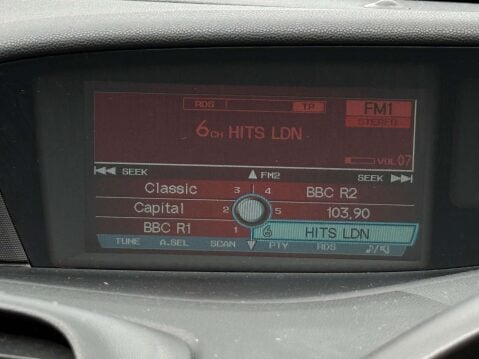 RDS TP FM1
STEREO
6CH HITS LDN
VOL 07
SEEK ▲ FM2 SEEK
Classic 3 4 BBC R2
Capital 2 5 103.90
BBC R1 1 6 HITS LDN
TUNE A.SEL SCAN ▼ PTY RDS